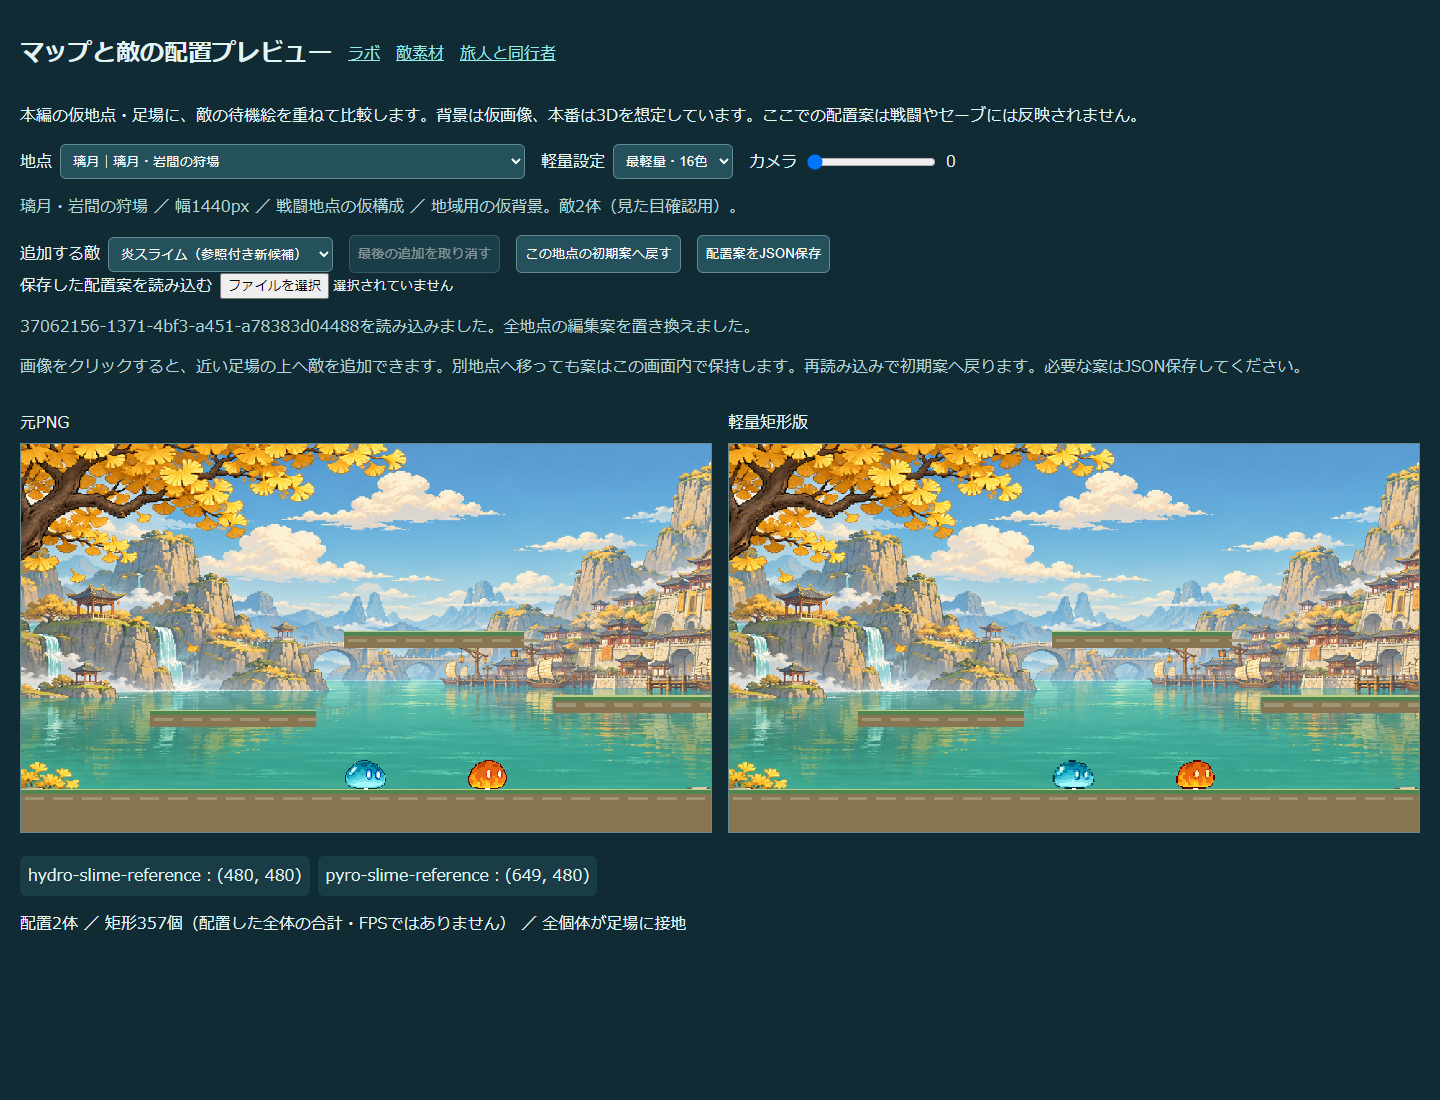 マップと敵の配置プレビュー ラボ 敵素材 旅人と同行者
本編の仮地点・足場に、敵の待機絵を重ねて比較します。背景は仮画像、本番は3Dを想定しています。ここでの配置案は戦闘やセーブには反映されません。
地点 璃月｜璃月・岩間の狩場 軽量設定 最軽量・16色 カメラ 0
璃月・岩間の狩場 ／ 幅1440px ／ 戦闘地点の仮構成 ／ 地域用の仮背景。敵2体（見た目確認用）。
追加する敵 炎スライム（参照付き新候補） 最後の追加を取り消す この地点の初期案へ戻す 配置案をJSON保存
保存した配置案を読み込む ファイルを選択 選択されていません
37062156-1371-4bf3-a451-a78383d04488を読み込みました。全地点の編集案を置き換えました。
画像をクリックすると、近い足場の上へ敵を追加できます。別地点へ移っても案はこの画面内で保持します。再読み込みで初期案へ戻ります。必要な案はJSON保存してください。
元PNG 軽量矩形版
hydro-slime-reference：(480, 480) pyro-slime-reference：(649, 480)
配置2体 ／ 矩形357個（配置した全体の合計・FPSではありません） ／ 全個体が足場に接地